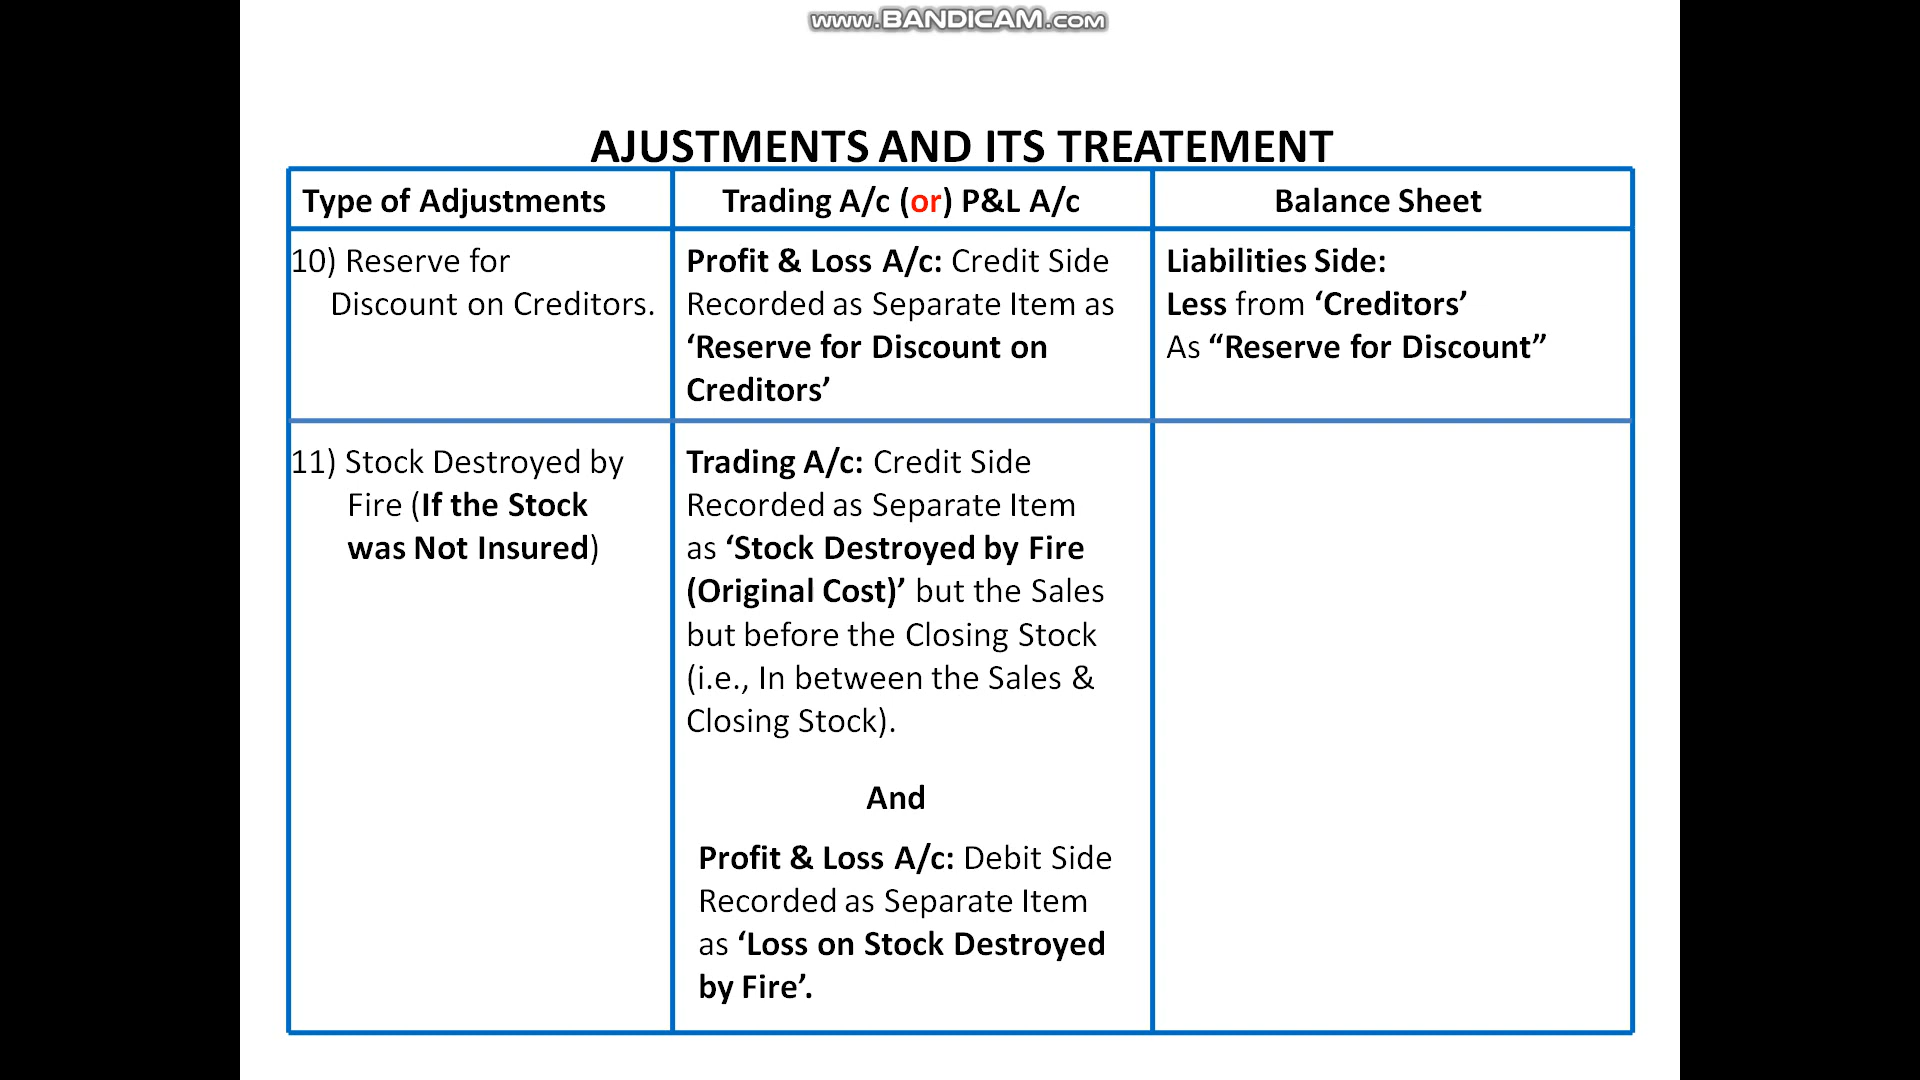 www.BANDICAM.com
AJUSTMENTS AND ITS TREATEMENT
Type of Adjustments
Trading A/c (or) P&L A/c
Balance Sheet
10) Reserve for
Discount on Creditors.
Profit & Loss A/c: Credit Side
Recorded as Separate Item as
‘Reserve for Discount on
Creditors’
Liabilities Side:
Less from ‘Creditors’
As “Reserve for Discount”
11) Stock Destroyed by
Fire (If the Stock
was Not Insured)
Trading A/c: Credit Side
Recorded as Separate Item
as ‘Stock Destroyed by Fire
(Original Cost)’ but the Sales
but before the Closing Stock
(i.e., In between the Sales &
Closing Stock).
And
Profit & Loss A/c: Debit Side
Recorded as Separate Item
as ‘Loss on Stock Destroyed
by Fire’.